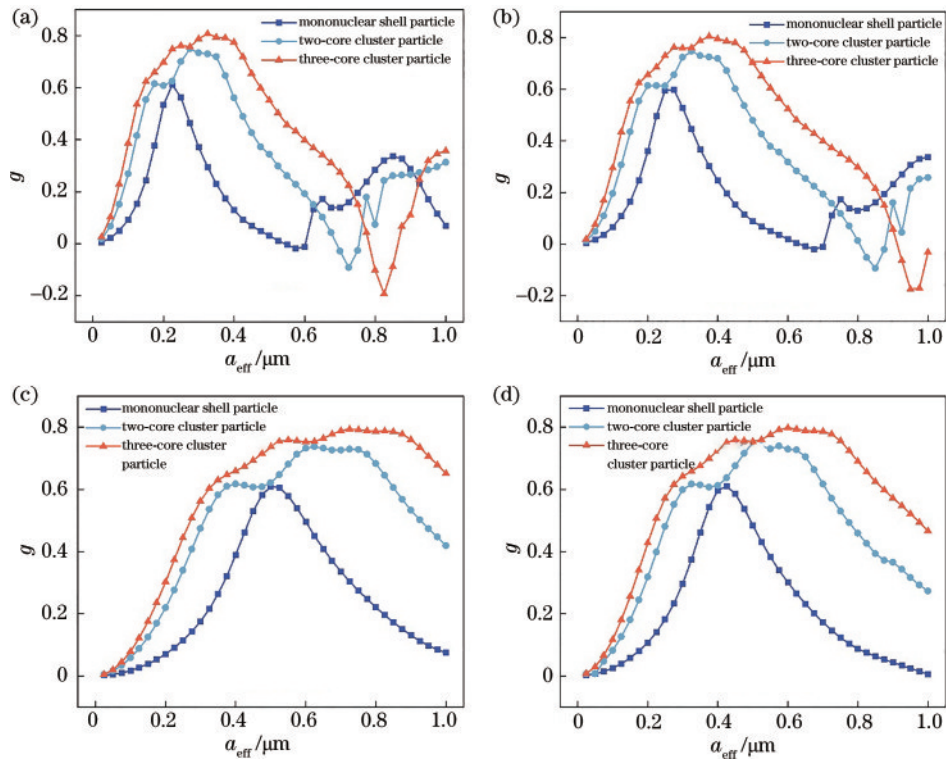 (a)
mononuclear shell particle
two-core cluster particle
three-core cluster particle
0.8
0.6
0.4
0.2
0
−0.2
g
0
0.2
0.4
0.6
0.8
1.0
a_eff/μm
(b)
mononuclear shell particle
two-core cluster particle
three-core cluster particle
0.8
0.6
0.4
0.2
0
−0.2
g
0
0.2
0.4
0.6
0.8
1.0
a_eff/μm
(c)
mononuclear shell particle
two-core cluster particle
three-core cluster
particle
0.8
0.6
0.4
0.2
0
g
0
0.2
0.4
0.6
0.8
1.0
a_eff/μm
(d)
mononuclear shell particle
two-core cluster particle
three-core
cluster particle
0.8
0.6
0.4
0.2
0
g
0
0.2
0.4
0.6
0.8
1.0
a_eff/μm